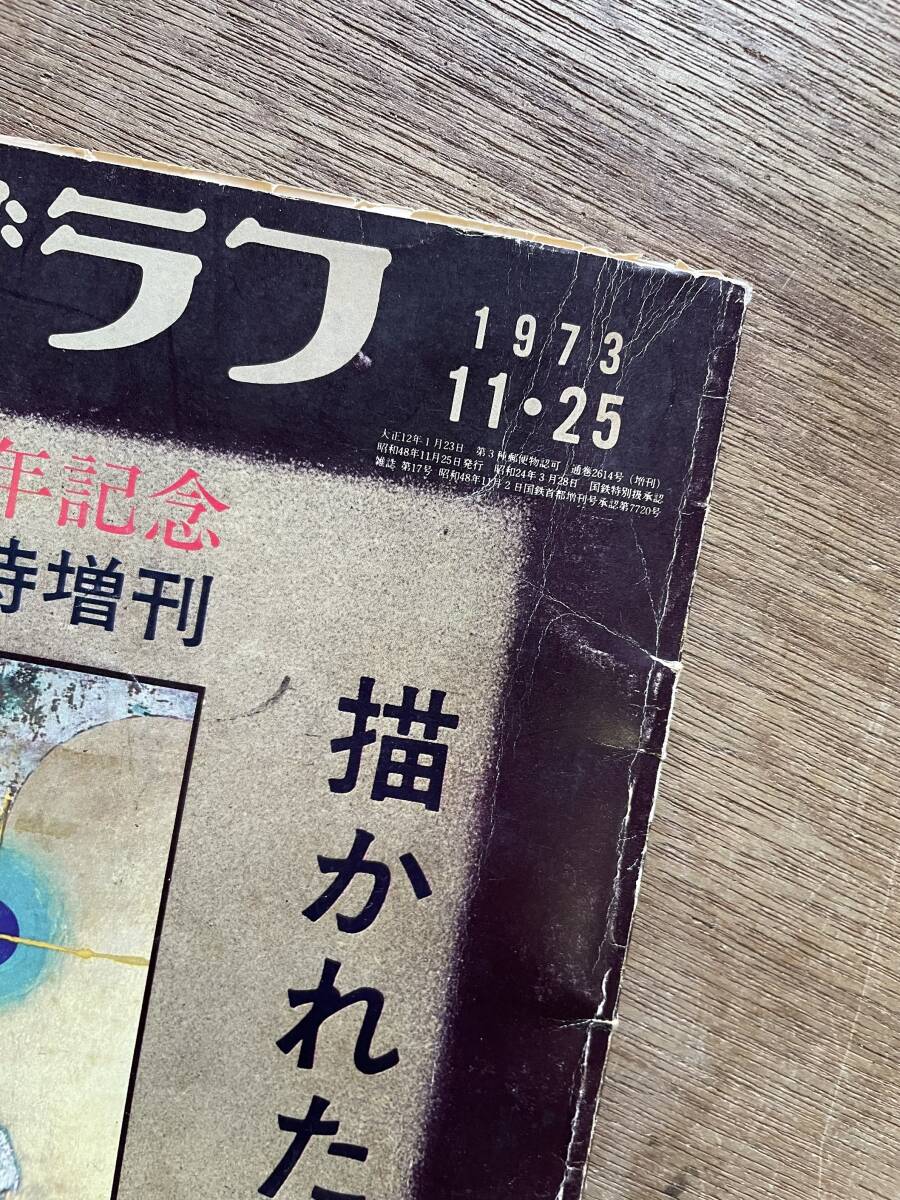 ラフ
1973
11・25
大正12年1月23日 第3種郵便物認可 通巻2614号（増刊）
昭和48年11月25日発行 昭和24年3月28日 国鉄特別扱承認
雑誌 第17号 昭和48年11月2日国鉄首都増刊号承認第7720号
年記念
時増刊
描かれた